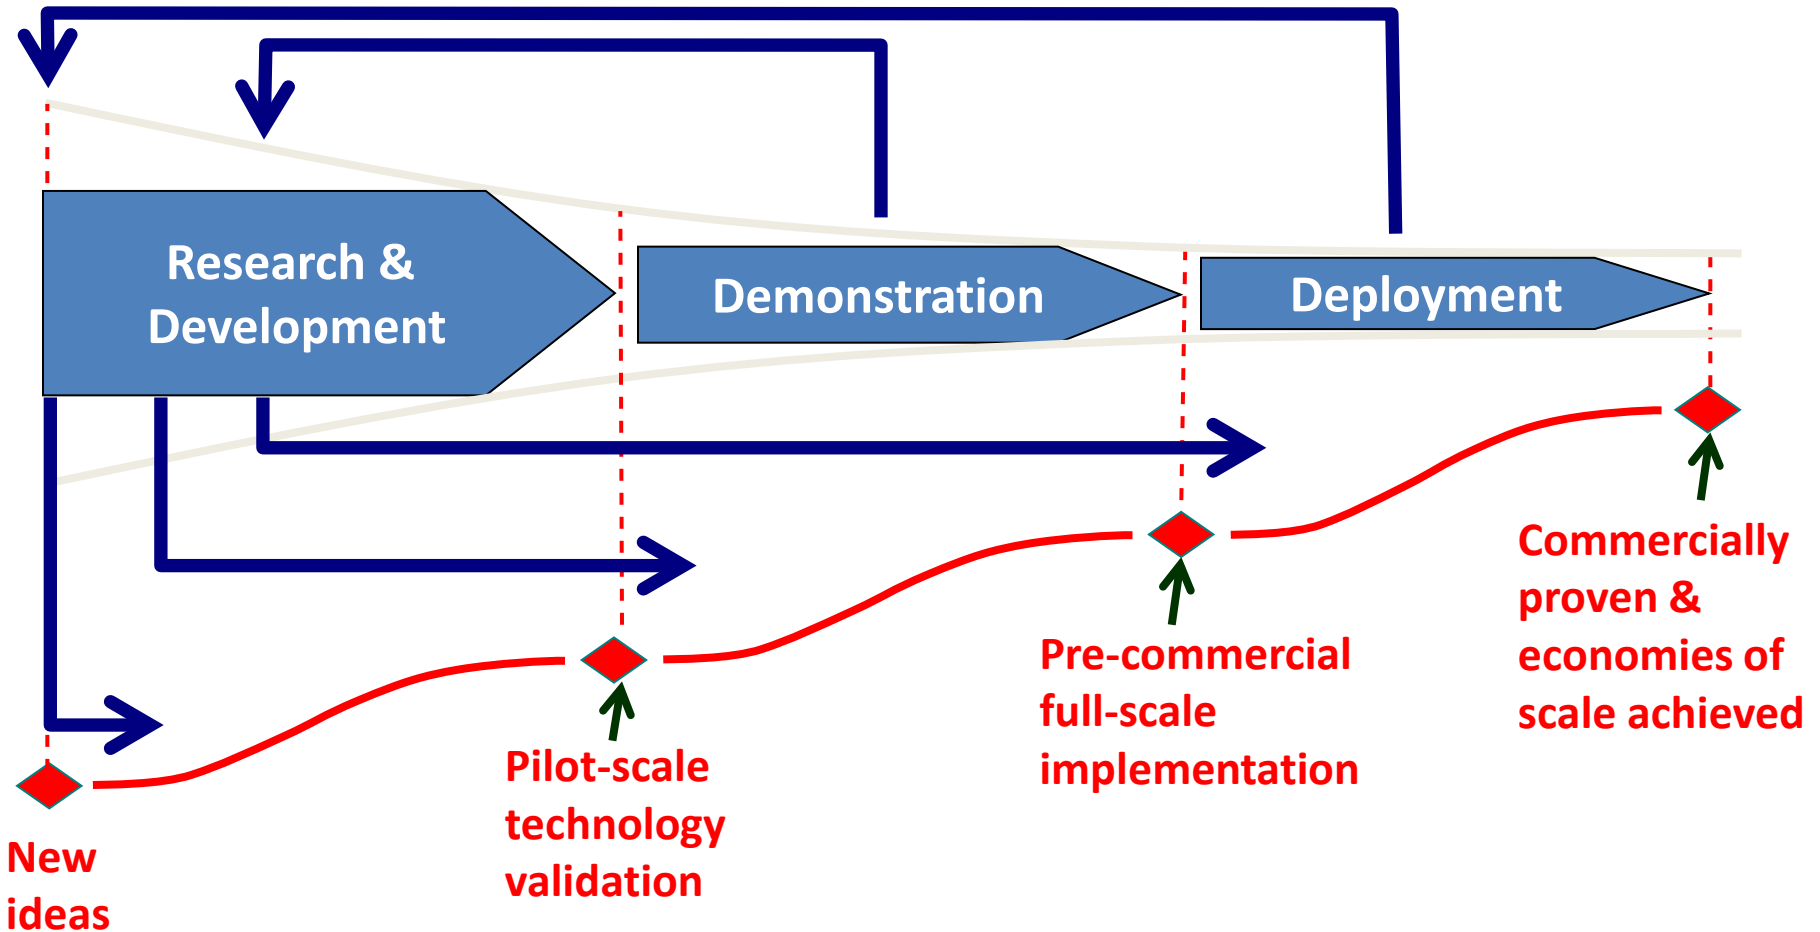 Research &
Development
Demonstration
Deployment
New
ideas
Pilot-scale
technology
validation
Pre-commercial
full-scale
implementation
Commercially
proven &
economies of
scale achieved